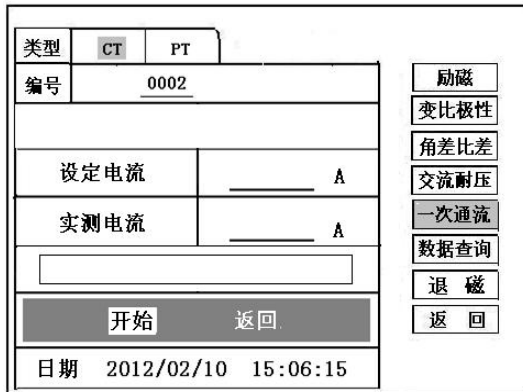 类型 CT PT
编号 0002
设定电流 A
实测电流 A
开始 返回
日期 2012/02/10 15:06:15
励磁
变比极性
角差比差
交流耐压
一次通流
数据查询
退 磁
返 回